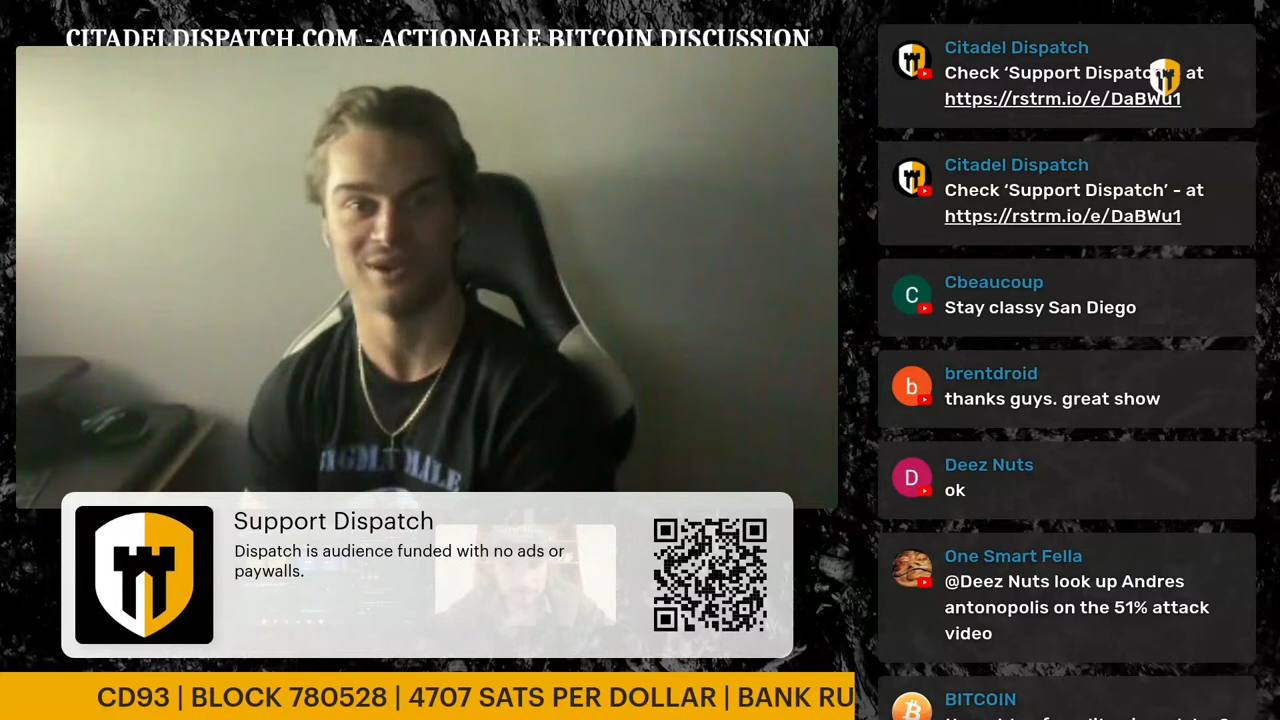 CITADELDISPATCH.COM - ACTIONABLE BITCOIN DISCUSSION
SIGMA MALE
Support Dispatch
Dispatch is audience funded with no ads or
paywalls.
CD93 | BLOCK 780528 | 4707 SATS PER DOLLAR | BANK RU
Citadel Dispatch
Check ‘Support Dispatch’ - at
https://rstrm.io/e/DaBWu1
Citadel Dispatch
Check ‘Support Dispatch’ - at
https://rstrm.io/e/DaBWu1
C
Cbeaucoup
Stay classy San Diego
b
brentdroid
thanks guys. great show
D
Deez Nuts
ok
One Smart Fella
@Deez Nuts look up Andres
antonopolis on the 51% attack
video
BITCOIN